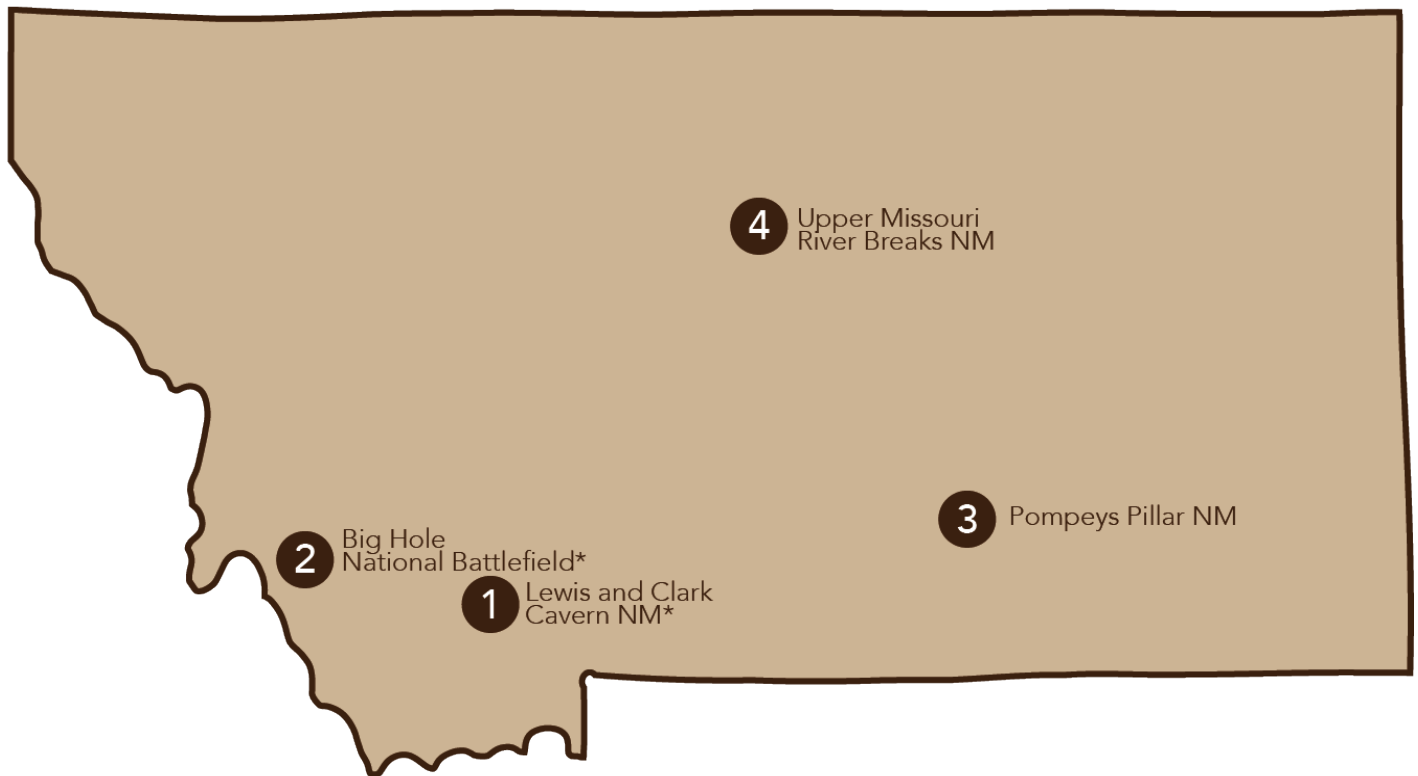 4 Upper Missouri
River Breaks NM
3 Pompeys Pillar NM
2 Big Hole
National Battlefield*
1 Lewis and Clark
Cavern NM*